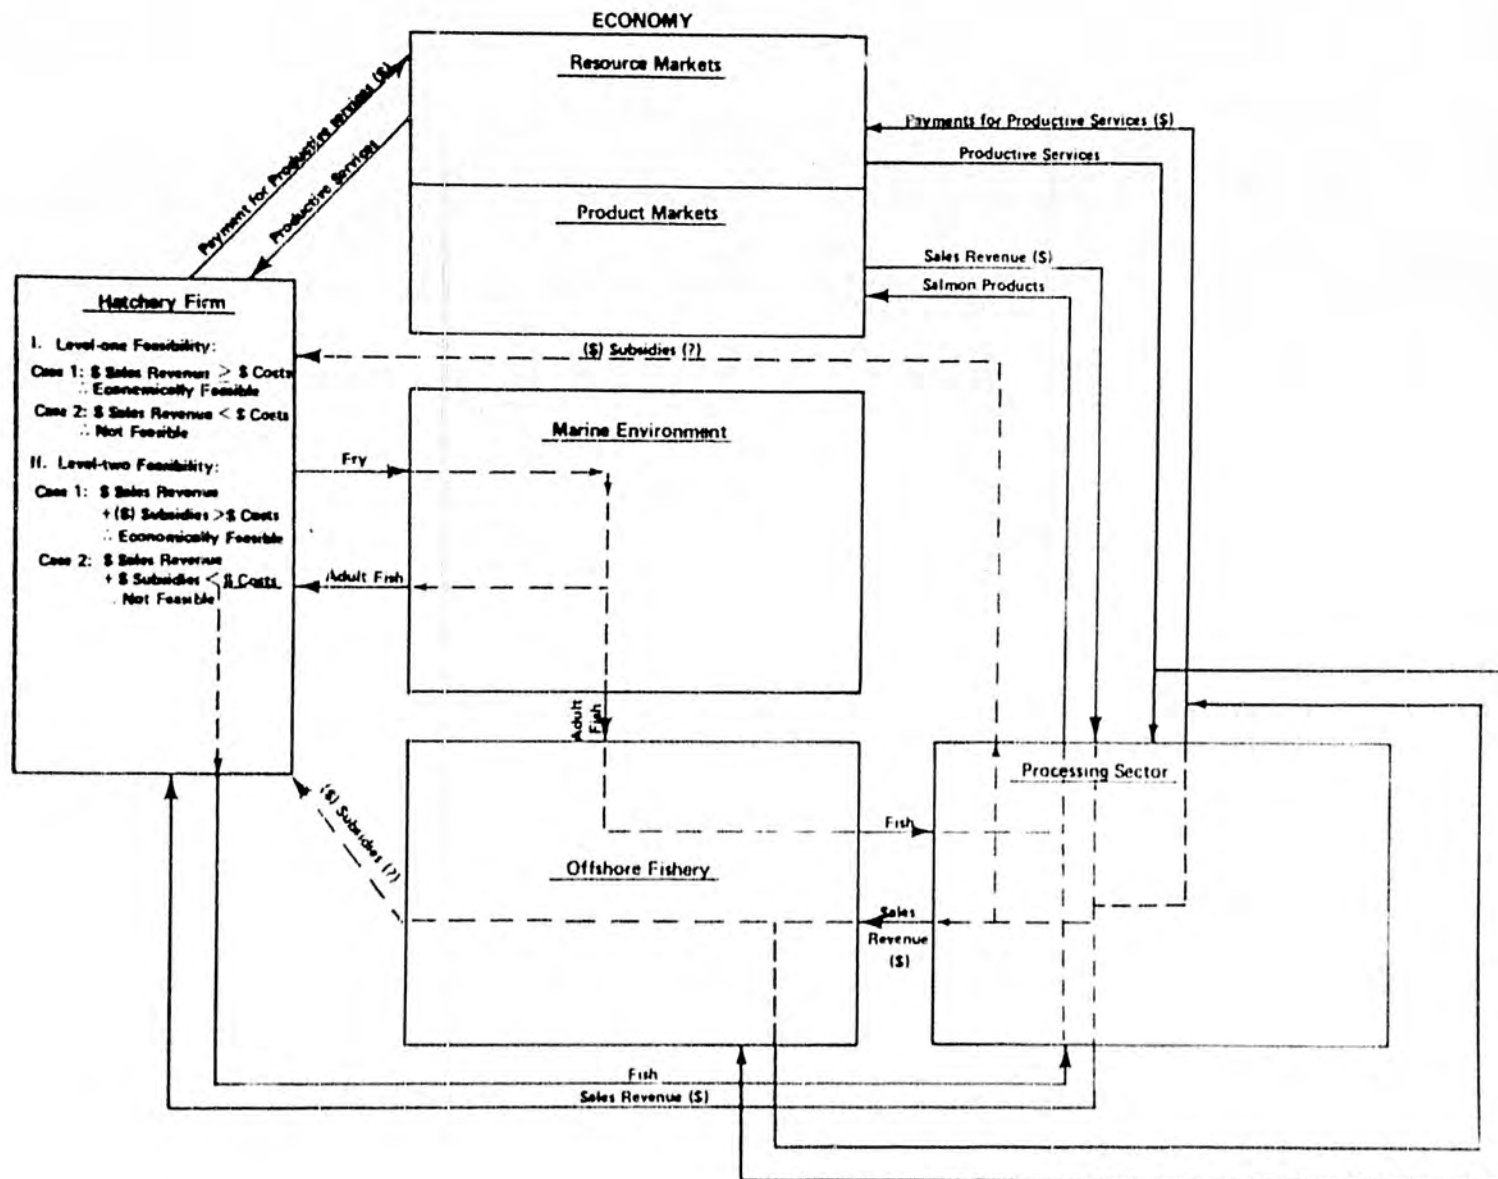 ECONOMY
Resource Markets
Payment for Productive Services ($)
Productive Services
Payments for Productive Services ($)
Productive Services
Product Markets
Sales Revenue ($)
Salmon Products
($) Subsidies (?)
Hatchery Firm
I. Level-one Feasibility:
Case 1: $ Sales Revenue > $ Costs
∴ Economically Feasible
Case 2: $ Sales Revenue < $ Costs
∴ Not Feasible
II. Level-two Feasibility:
Case 1: $ Sales Revenue
+ ($) Subsidies > $ Costs
∴ Economically Feasible
Case 2: $ Sales Revenue
+ $ Subsidies < $ Costs
∴ Not Feasible
Marine Environment
Fry
Adult Fish
Adult
Fish
Offshore Fishery
($) Subsidies (?)
Processing Sector
Fish
Sales
Revenue
($)
Fish
Sales Revenue ($)